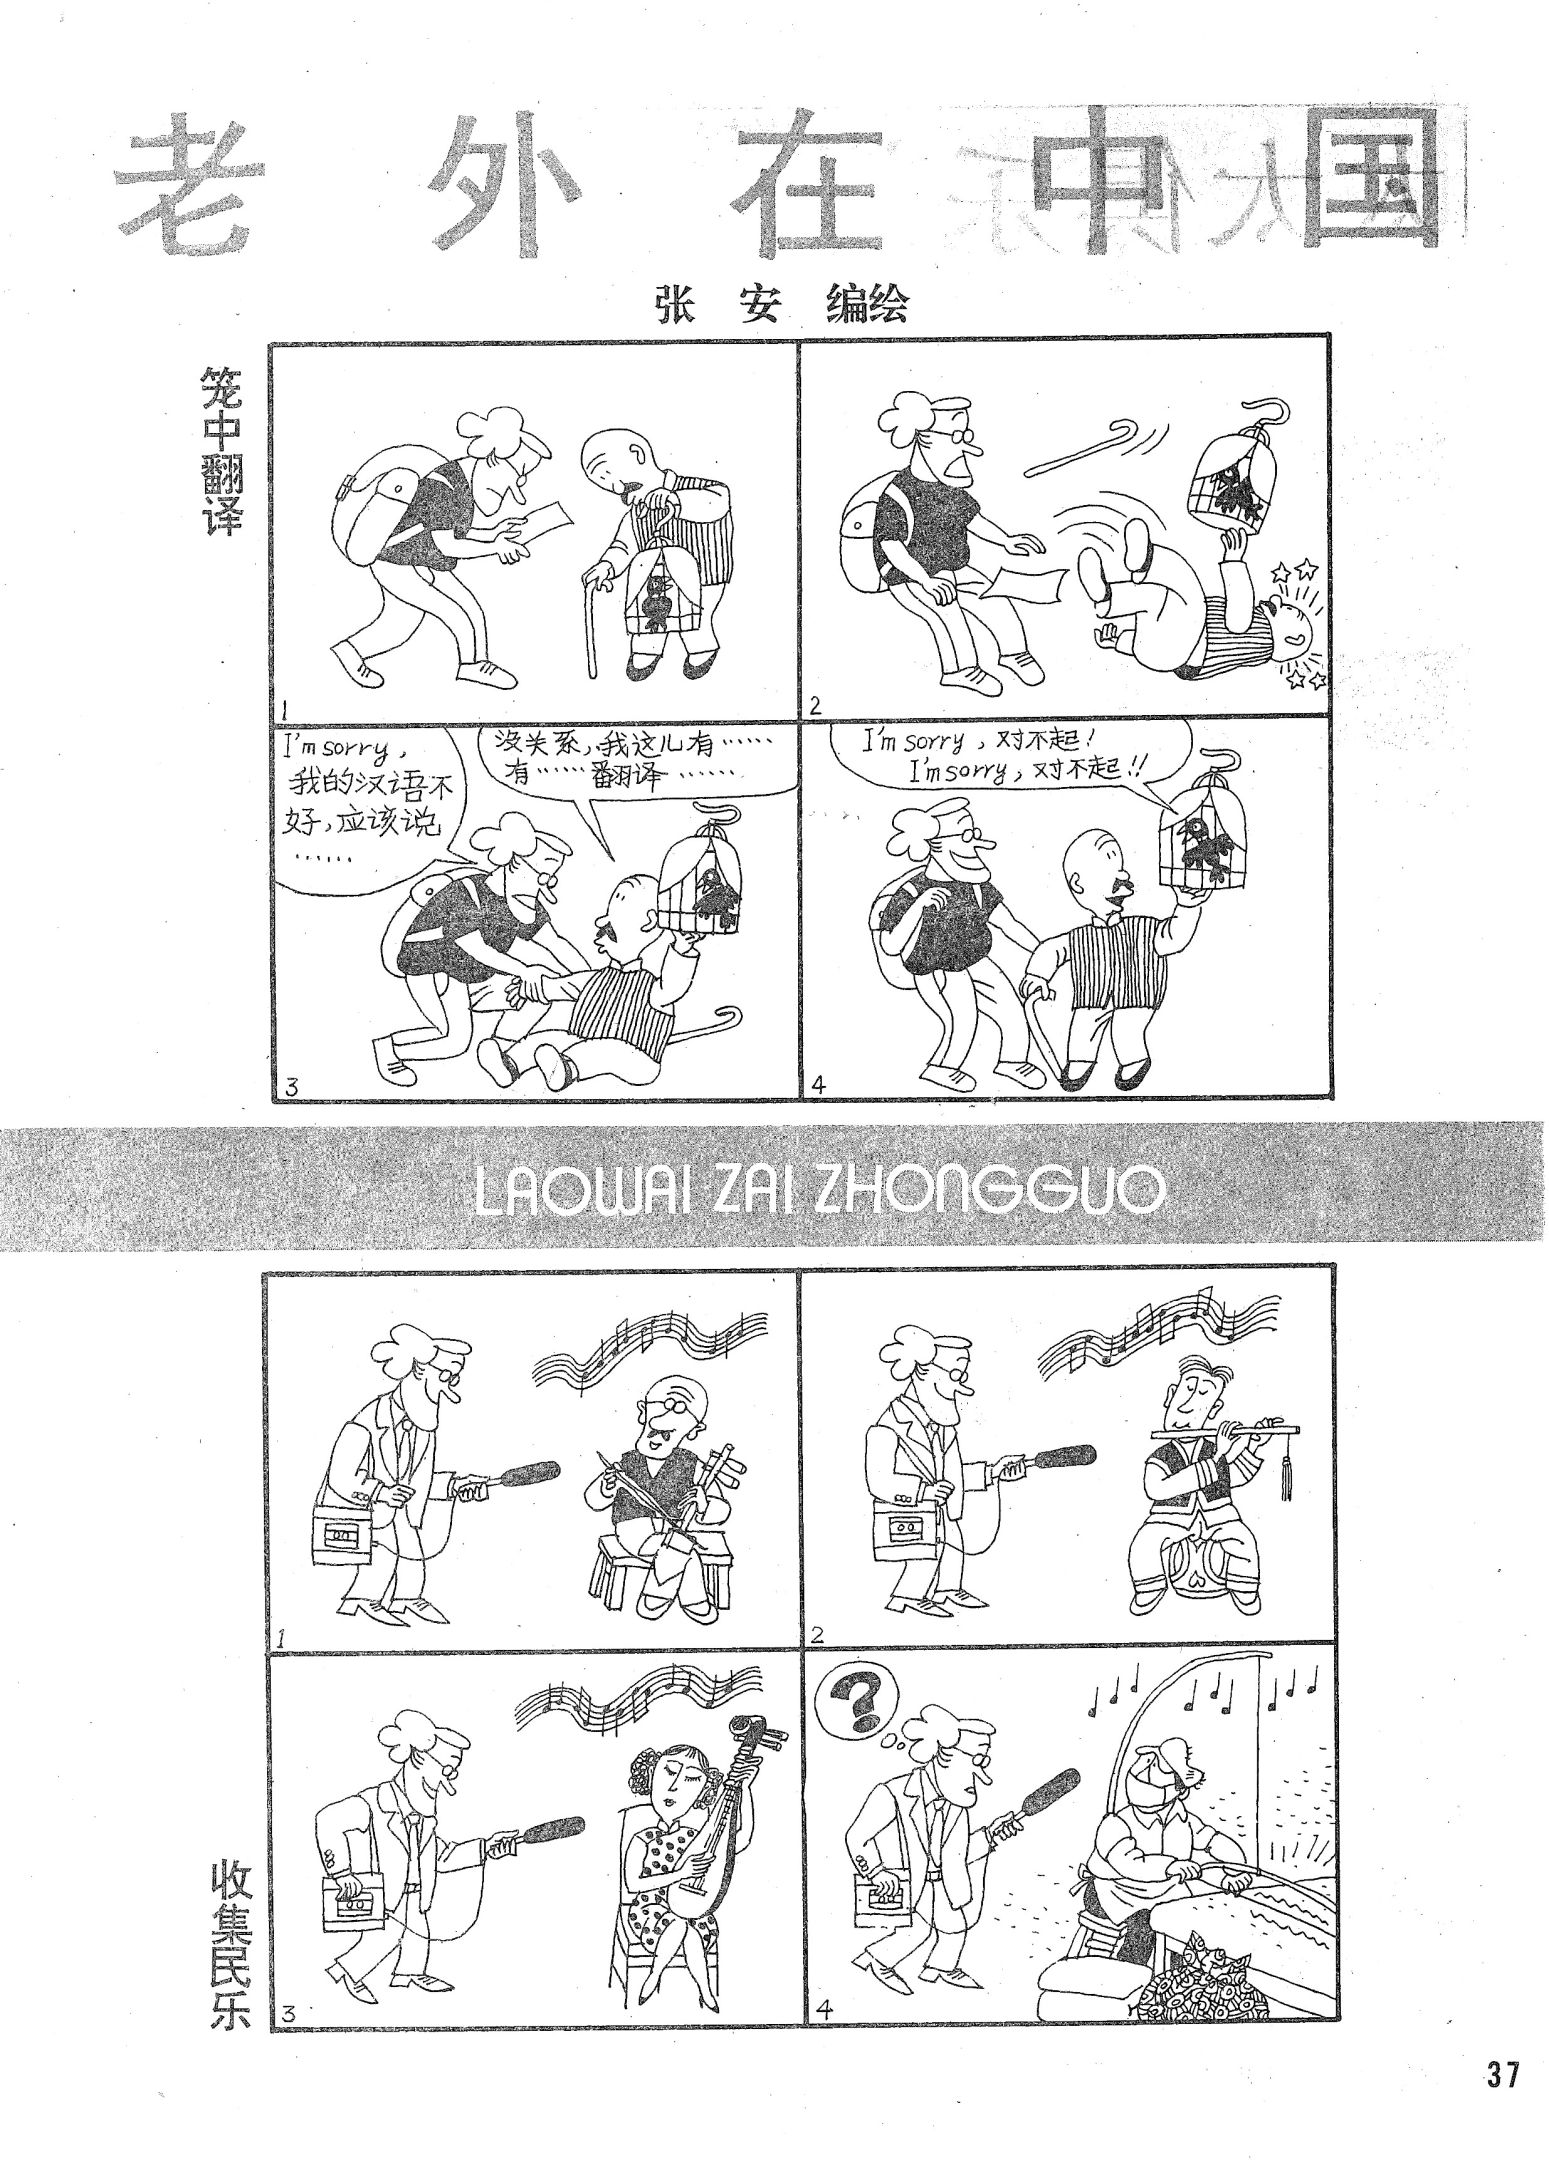 老外在中国
张安 编绘
笼中翻译
1
2
I'm sorry,
我的汉语不
好,应该说
……
没关系,我这儿有……
有……翻译……
3
I'm sorry,对不起!
I'm sorry,对不起!!
4
LAOWAI ZAI ZHONGGUO
收集民乐
1
2
3
?
4
37